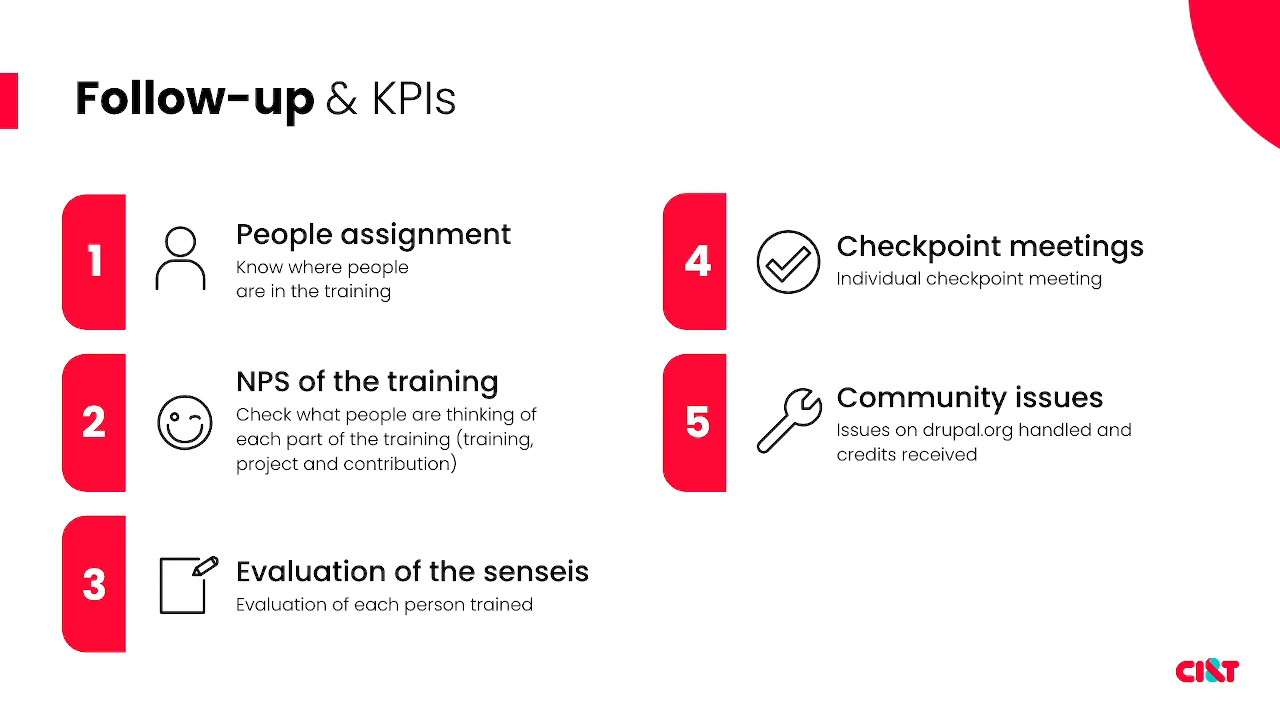 Follow-up & KPIs
1
People assignment
Know where people
are in the training
2
NPS of the training
Check what people are thinking of
each part of the training (training,
project and contribution)
3
Evaluation of the senseis
Evaluation of each person trained
4
Checkpoint meetings
Individual checkpoint meeting
5
Community issues
Issues on drupal.org handled and
credits received
CI&T